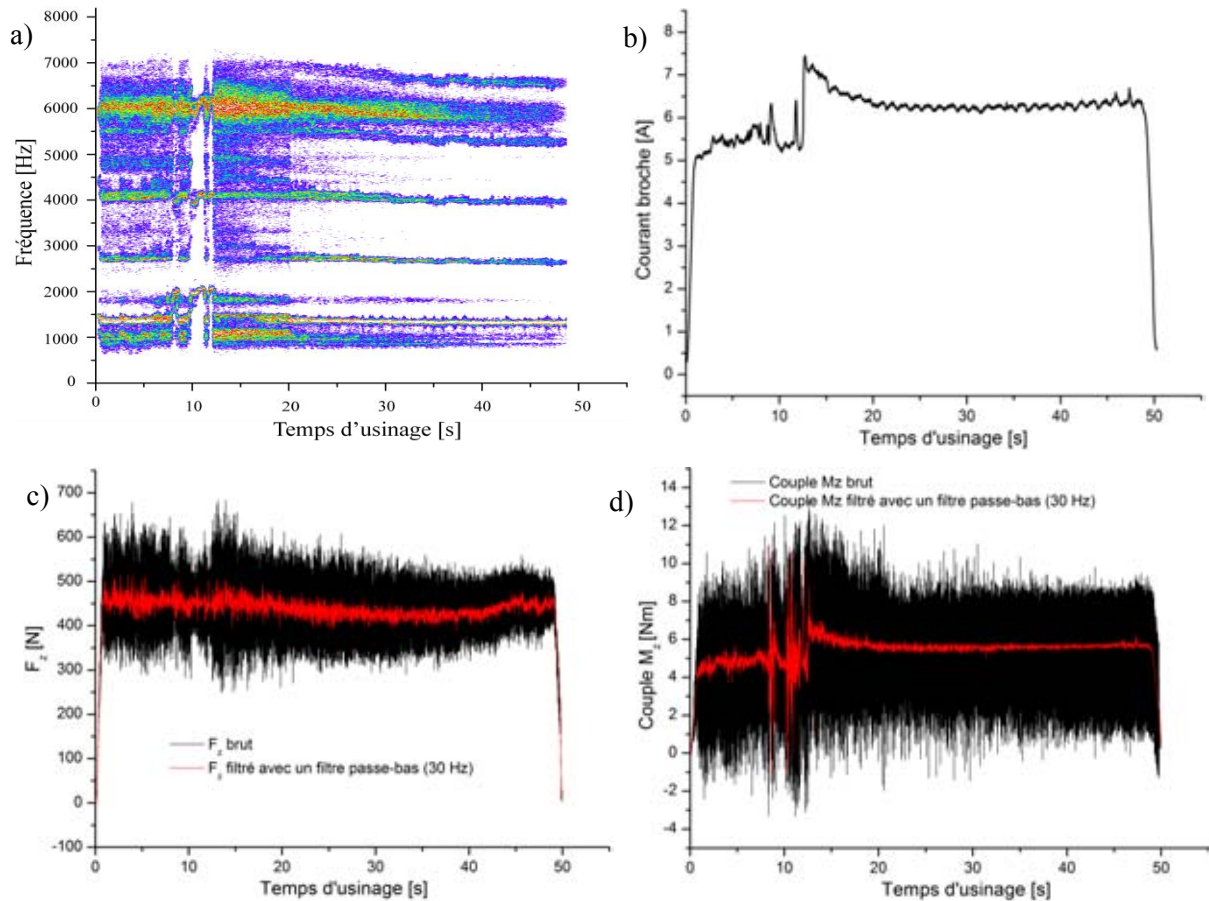 a)
8000
7000
6000
5000
4000
3000
2000
1000
0
Fréquence [Hz]
0 10 20 30 40 50
Temps d'usinage [s]
b)
8
7
6
5
4
3
2
1
0
Courant broche [A]
0 10 20 30 40 50
Temps d'usinage [s]
c)
700
600
500
400
300
200
100
0
-100
F_z [N]
F_z brut
F_z filtré avec un filtre passe-bas (30 Hz)
0 10 20 30 40 50
Temps d'usinage [s]
d)
Couple Mz brut
Couple Mz filtré avec un filtre passe-bas (30 Hz)
14
12
10
8
6
4
2
0
-2
-4
Couple M_z [Nm]
0 10 20 30 40 50
Temps d'usinage [s]